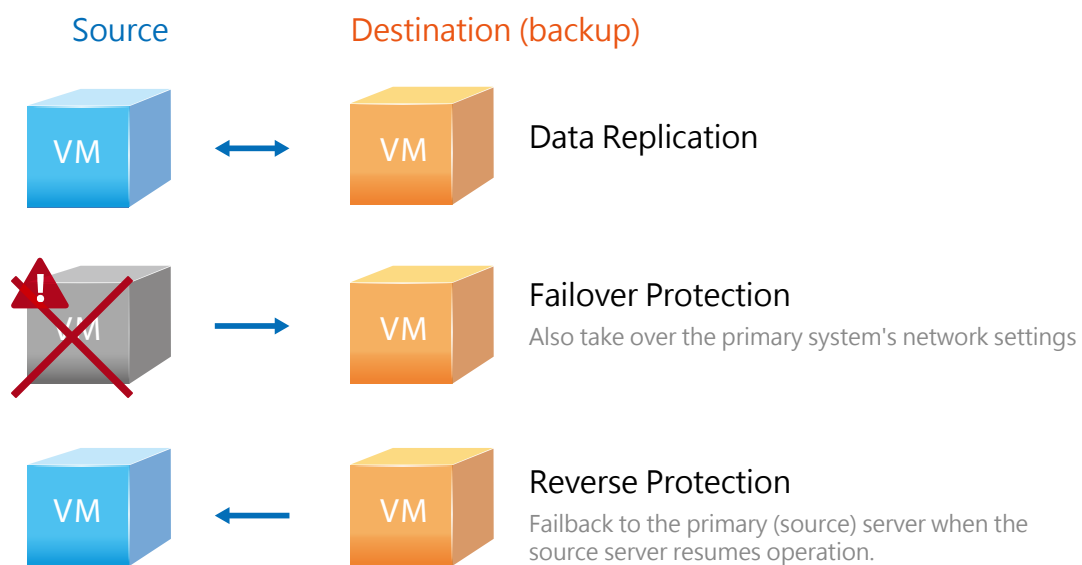 Source
Destination (backup)
VM
VM
Data Replication
!
VM
VM
Failover Protection
Also take over the primary system's network settings
VM
VM
Reverse Protection
Failback to the primary (source) server when the
source server resumes operation.